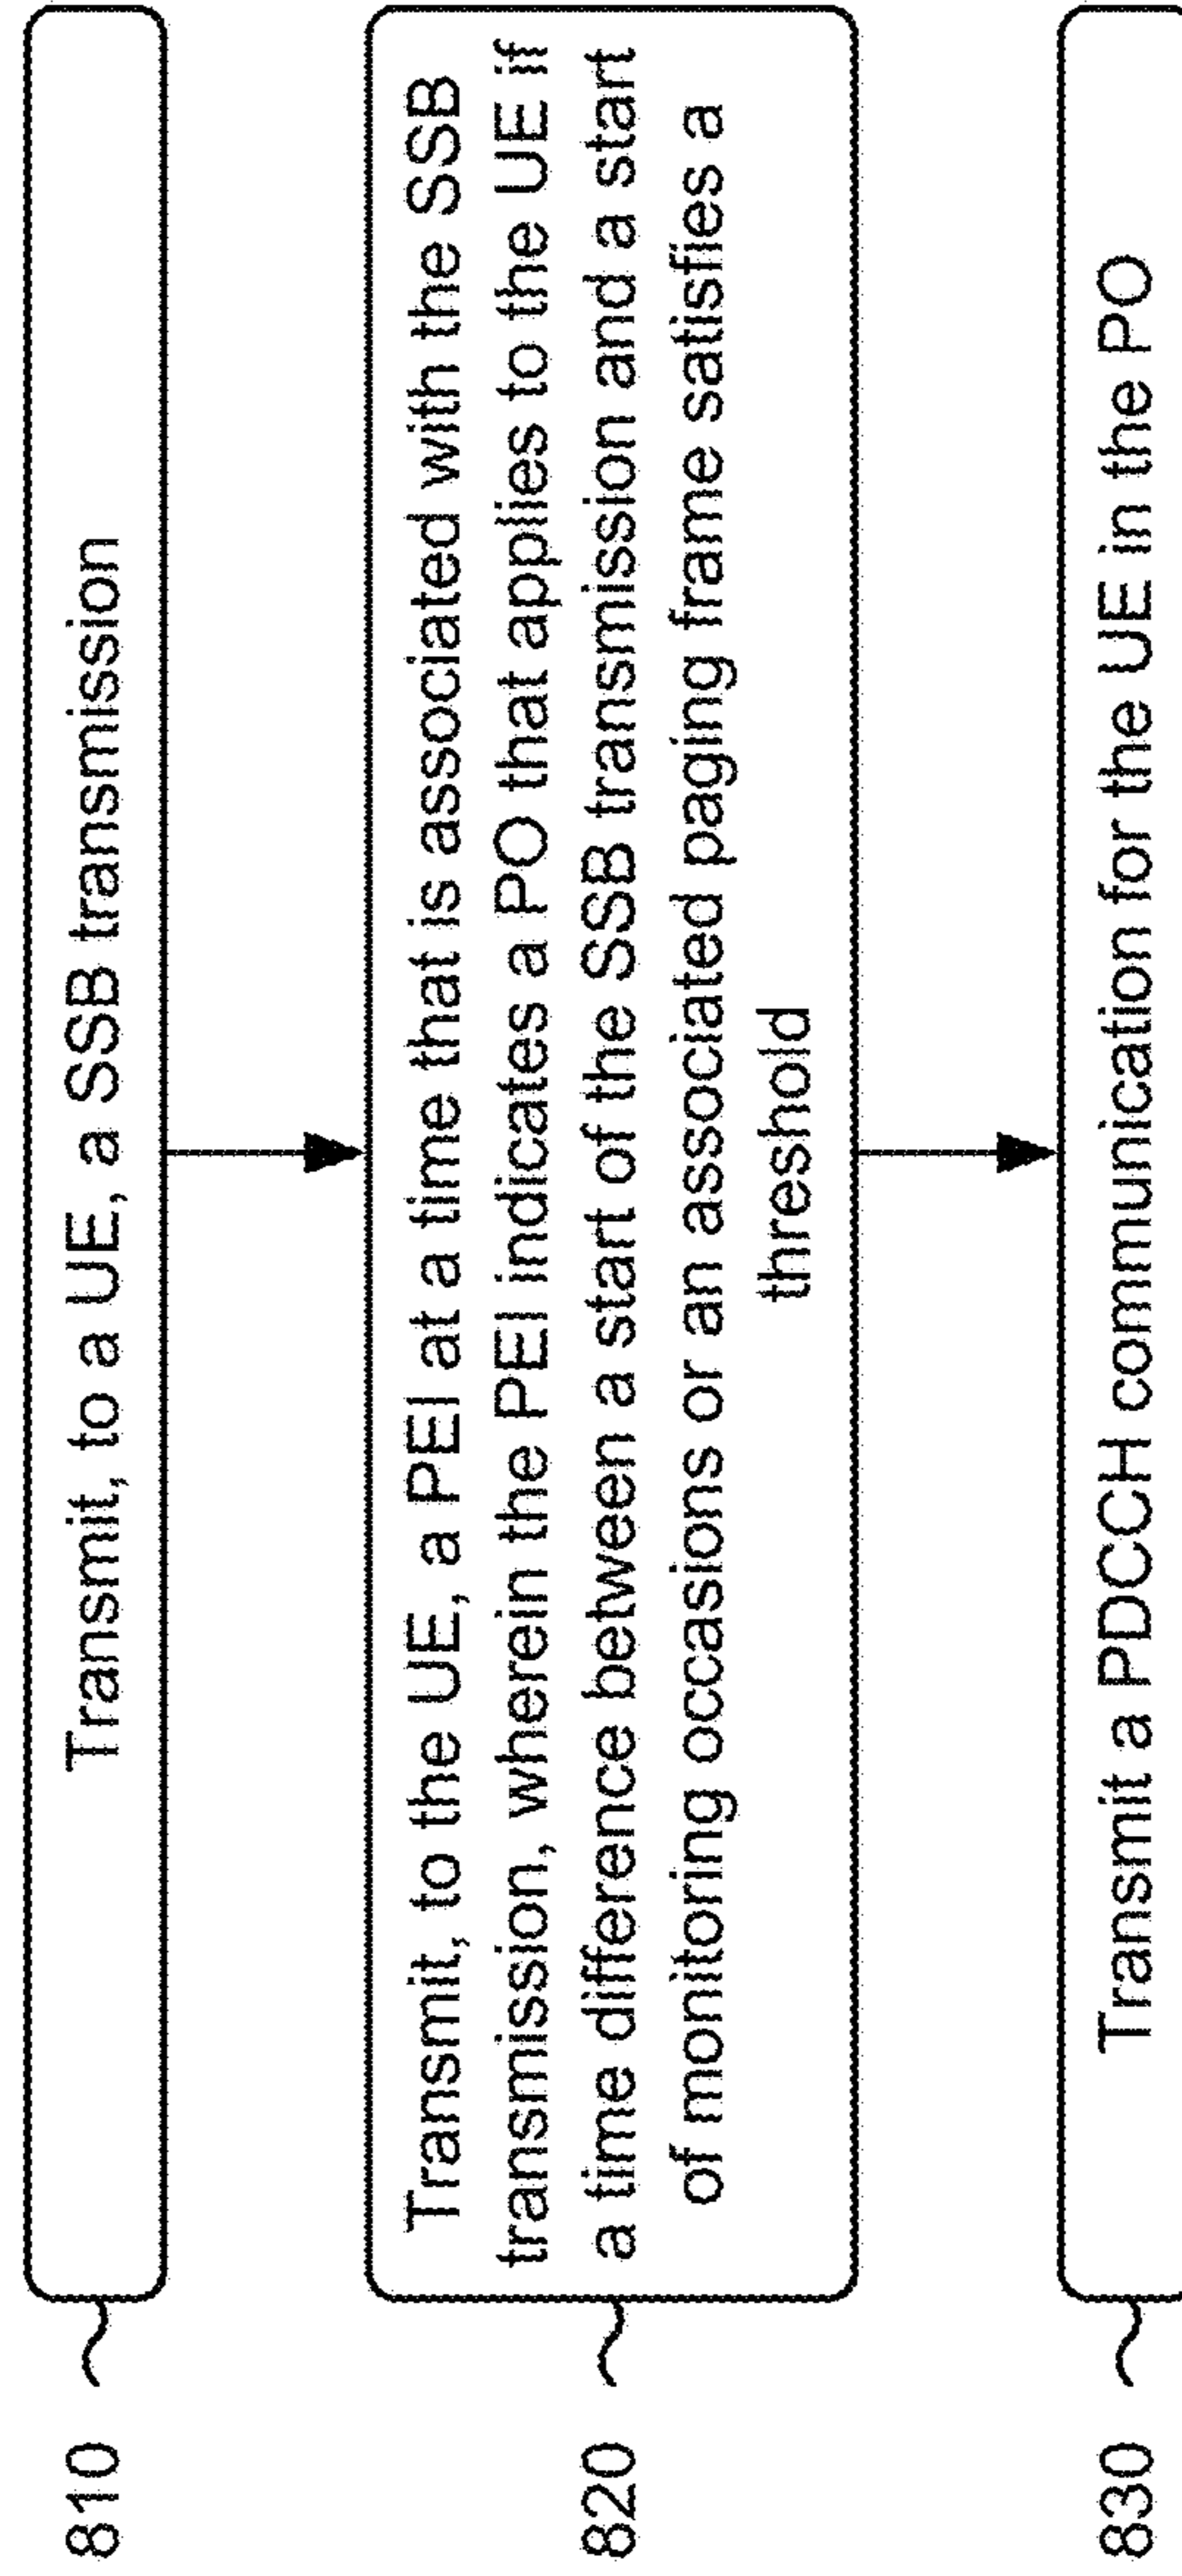 810
Transmit, to a UE, a SSB transmission
820
Transmit, to the UE, a PEI at a time that is associated with the SSB
transmission, wherein the PEI indicates a PO that applies to the UE if
a time difference between a start of the SSB transmission and a start
of monitoring occasions or an associated paging frame satisfies a
threshold
830
Transmit a PDCCH communication for the UE in the PO